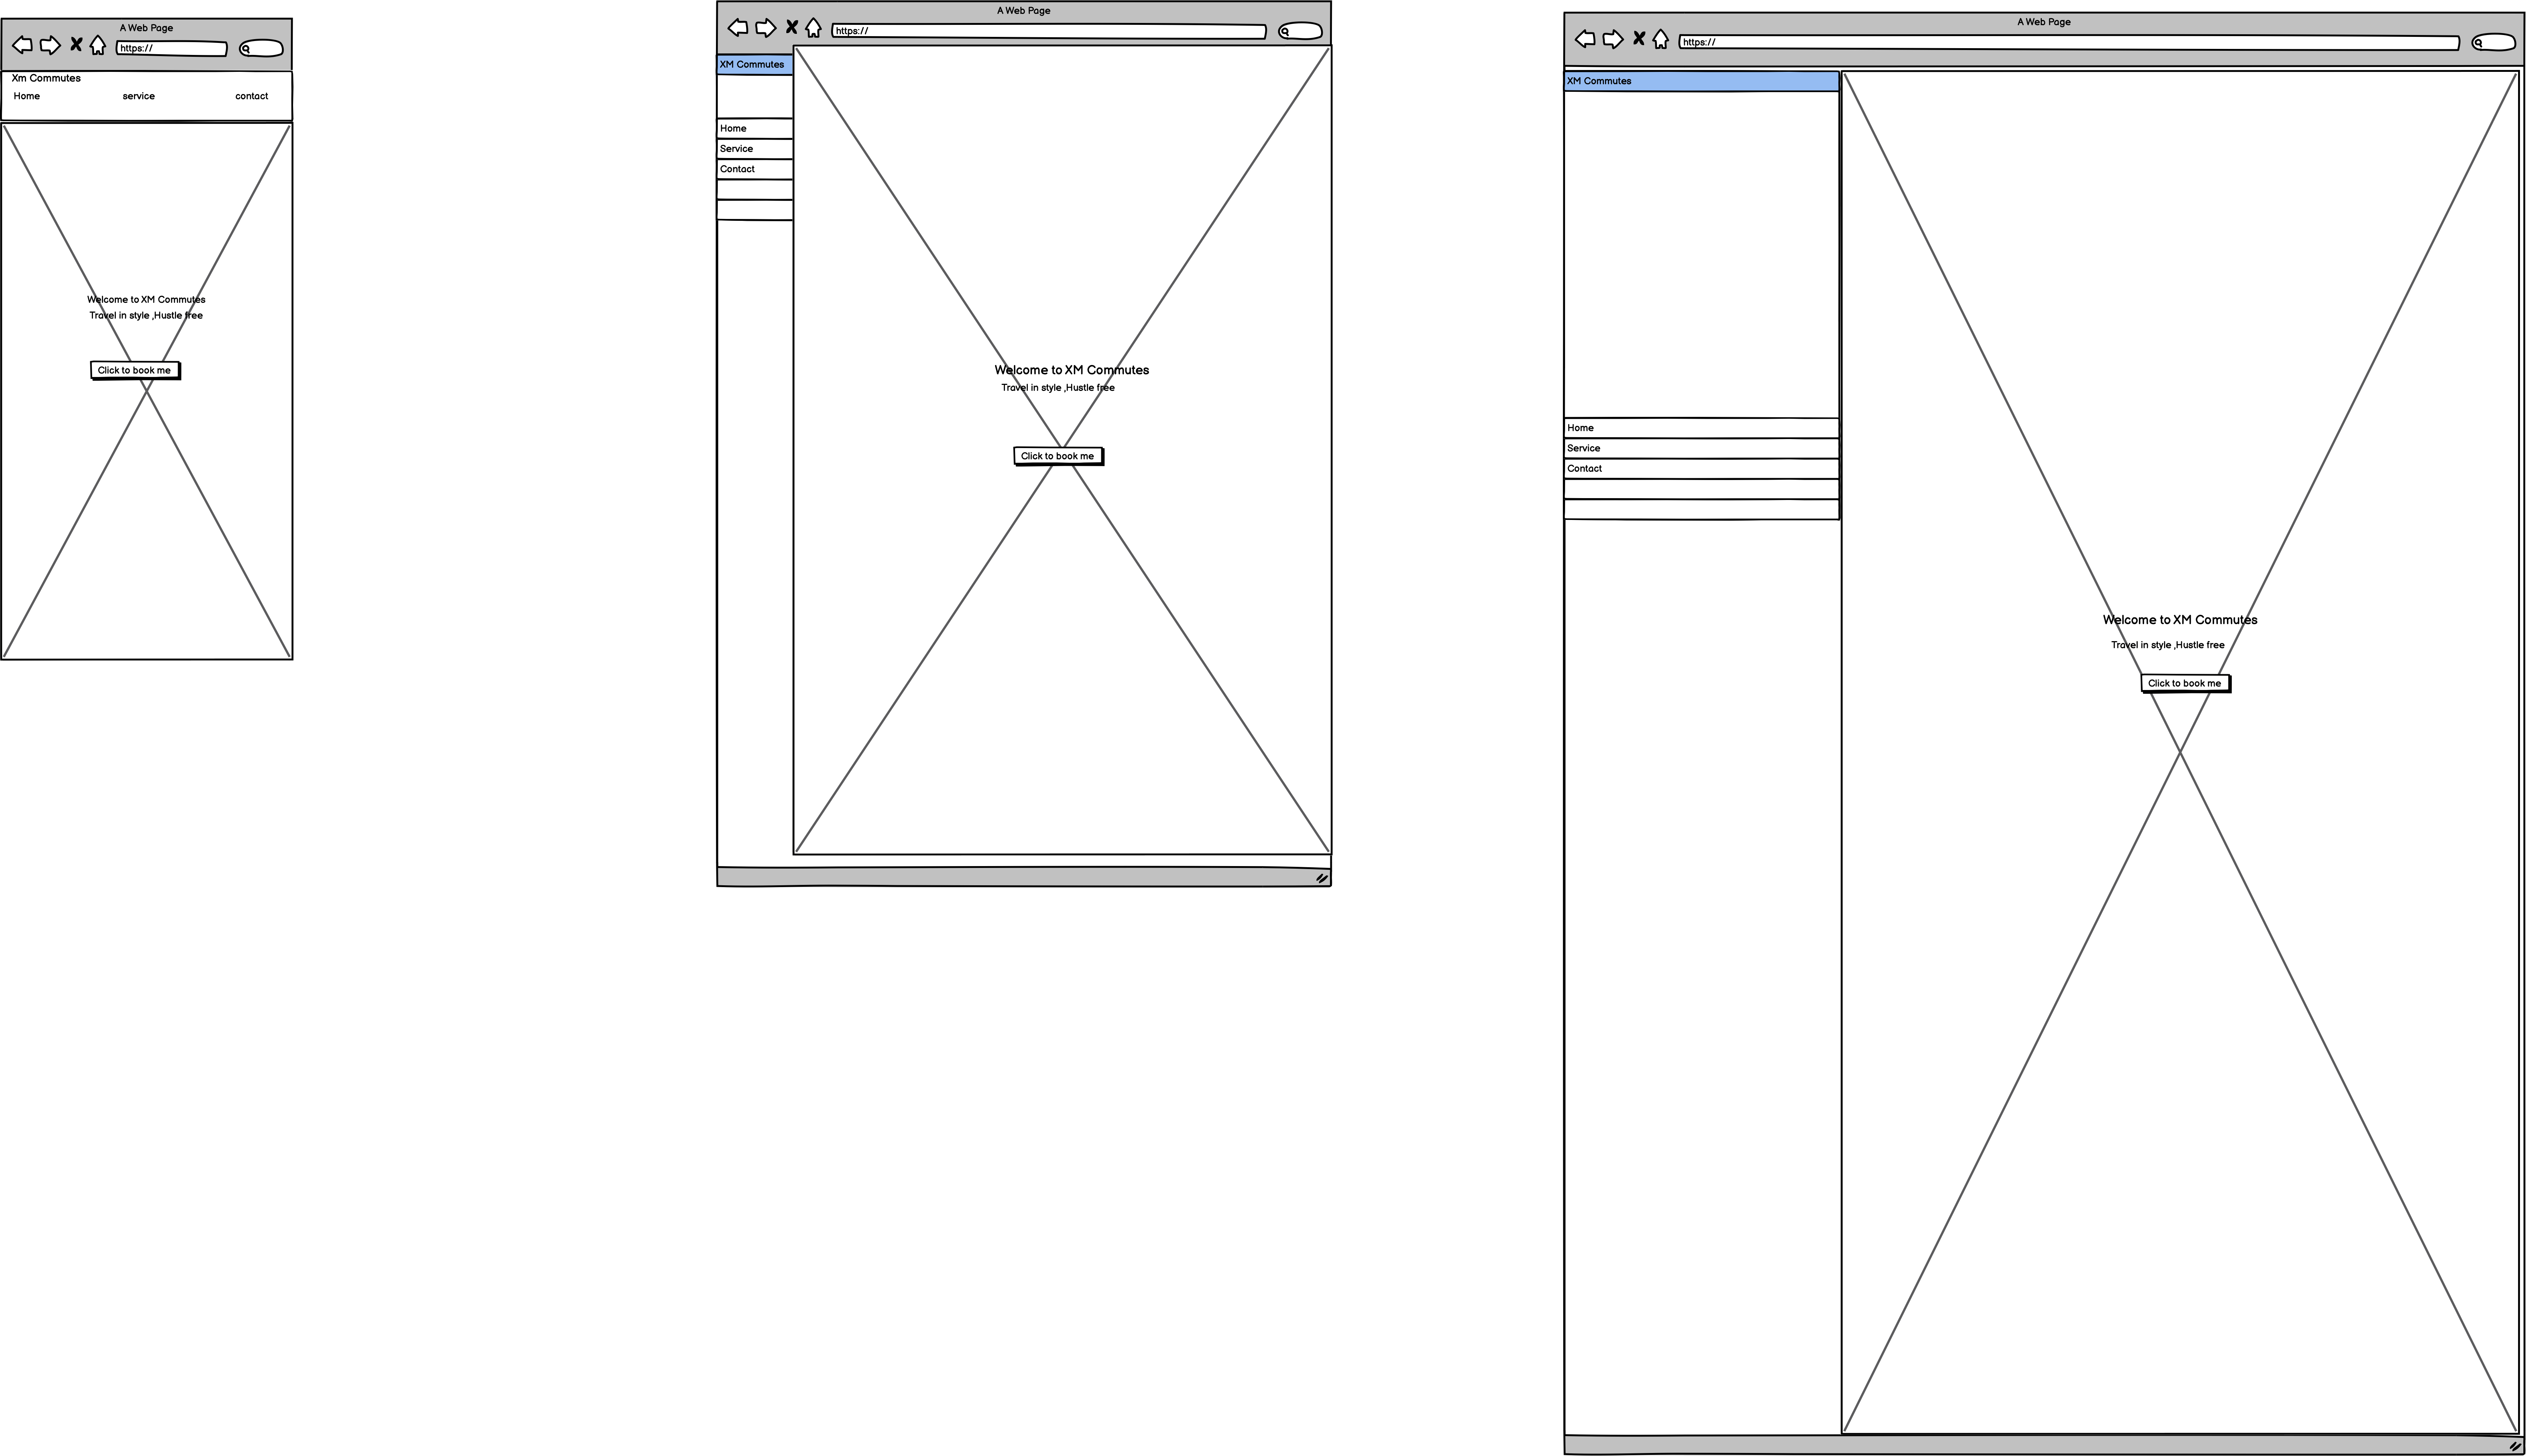 A Web Page
https://
Xm Commutes
Home service contact
Welcome to XM Commutes
Travel in style ,Hustle free
Click to book me
A Web Page
https://
XM Commutes
Home
Service
Contact
Welcome to XM Commutes
Travel in style ,Hustle free
Click to book me
A Web Page
https://
XM Commutes
Home
Service
Contact
Welcome to XM Commutes
Travel in style ,Hustle free
Click to book me